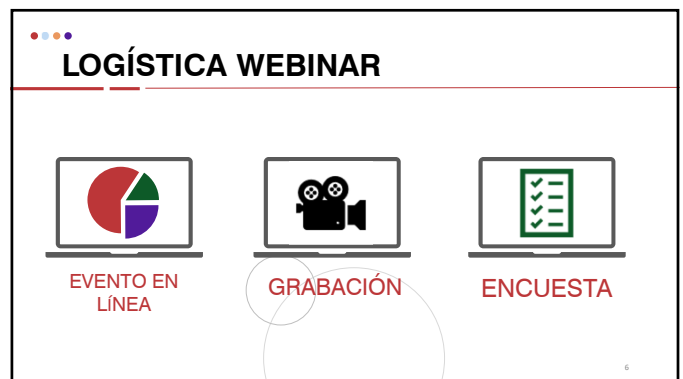 LOGÍSTICA WEBINAR
EVENTO EN
LÍNEA
GRABACIÓN
ENCUESTA
6